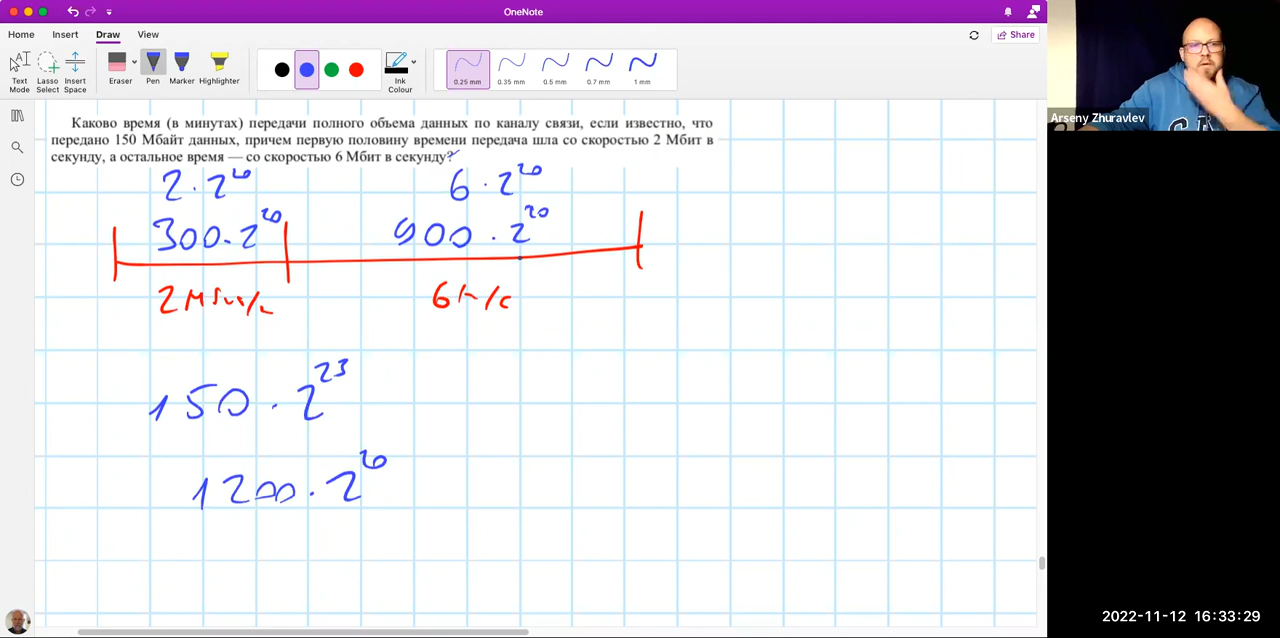 OneNote
Home Insert Draw View
Share
Text Mode
Lasso Select
Insert Space
Eraser
Pen
Marker
Highlighter
Ink Colour
0.25 mm
0.35 mm
0.5 mm
0.7 mm
1 mm
Arseny Zhuravlev
Каково время (в минутах) передачи полного объема данных по каналу связи, если известно, что
передано 150 Мбайт данных, причем первую половину времени передача шла со скоростью 2 Мбит в
секунду, а остальное время — со скоростью 6 Мбит в секунду?
2 · 2^20 6 · 2^20
300 · 2^20 900 · 2^20
2 Мбит/с 6 М/с
150 · 2^23
1200 · 2^20
2022-11-12 16:33:29